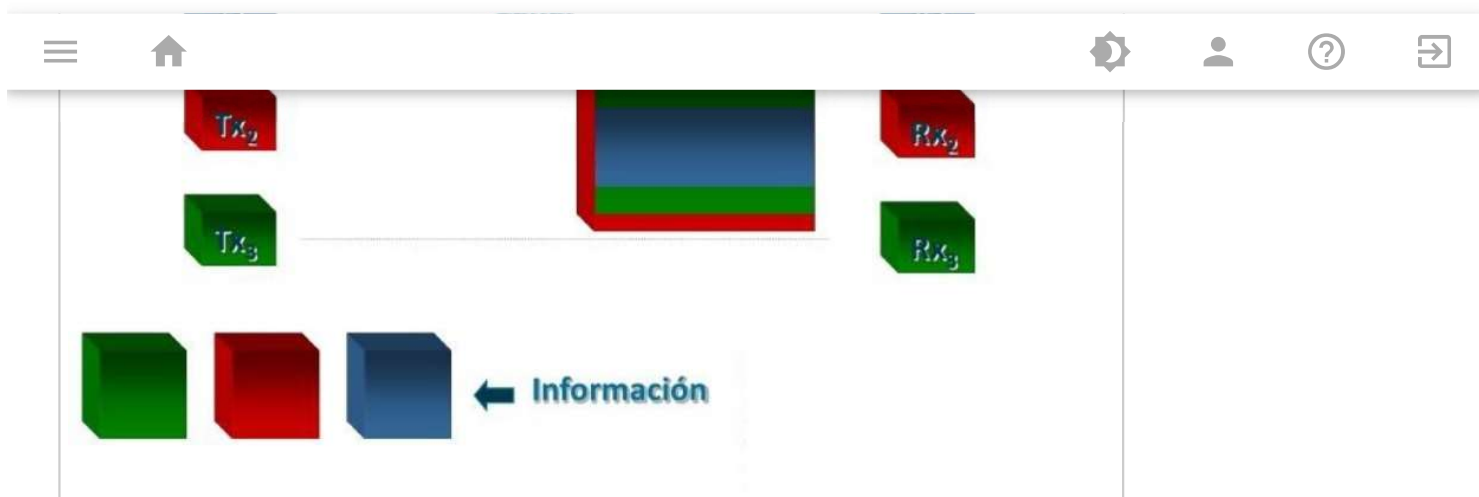 Tx₂
Rx₂
Tx₃
Rx₃
Información